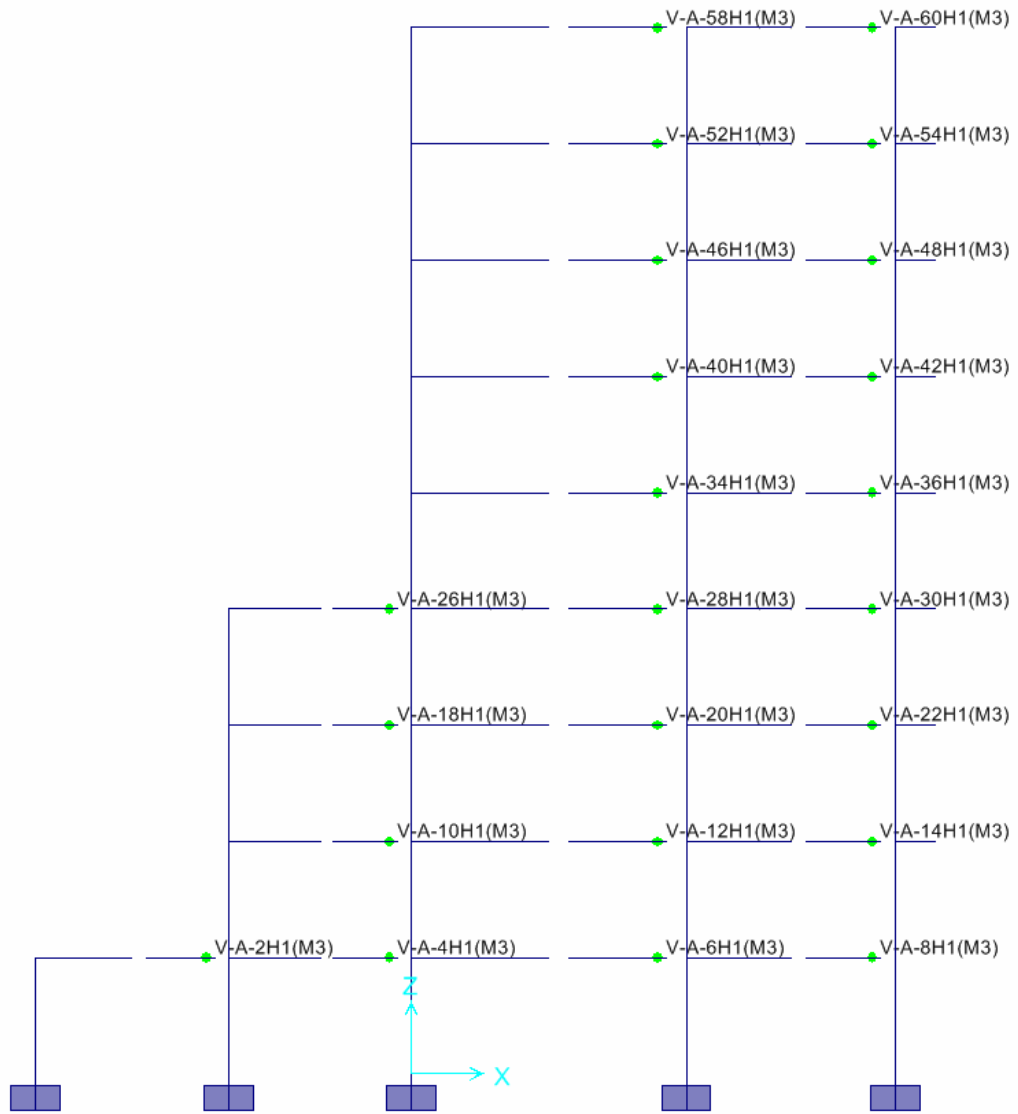 V-A-58H1(M3) V-A-60H1(M3)
V-A-52H1(M3) V-A-54H1(M3)
V-A-46H1(M3) V-A-48H1(M3)
V-A-40H1(M3) V-A-42H1(M3)
V-A-34H1(M3) V-A-36H1(M3)
V-A-26H1(M3) V-A-28H1(M3) V-A-30H1(M3)
V-A-18H1(M3) V-A-20H1(M3) V-A-22H1(M3)
V-A-10H1(M3) V-A-12H1(M3) V-A-14H1(M3)
V-A-2H1(M3) V-A-4H1(M3) V-A-6H1(M3) V-A-8H1(M3)
Z
X